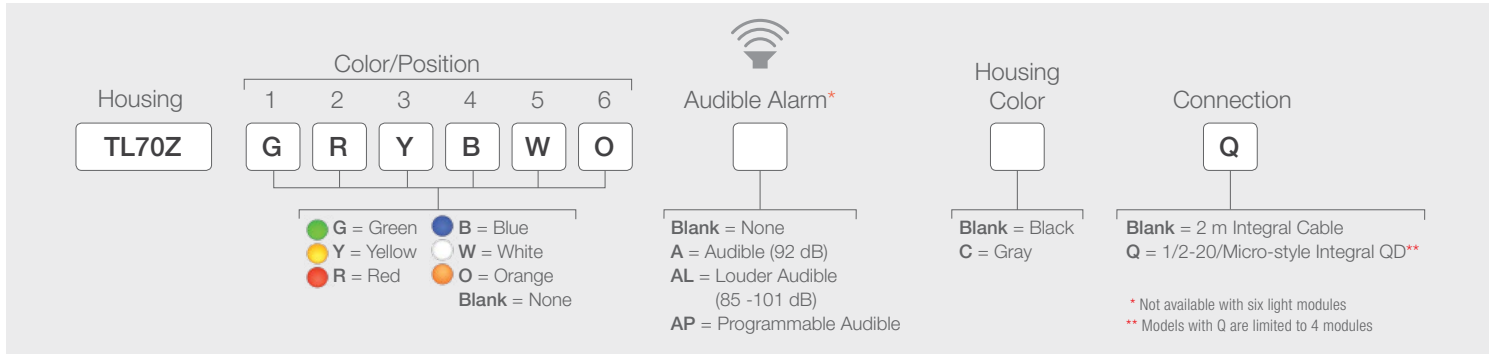 Color/Position
Housing
1 2 3 4 5 6
Audible Alarm*
Housing
Color
Connection
TL70Z
G R Y B W O
Q
G = Green
B = Blue
Y = Yellow
W = White
R = Red
O = Orange
Blank = None
Blank = None
A = Audible (92 dB)
AL = Louder Audible
(85 -101 dB)
AP = Programmable Audible
Blank = Black
C = Gray
Blank = 2 m Integral Cable
Q = 1/2-20/Micro-style Integral QD**
* Not available with six light modules
** Models with Q are limited to 4 modules